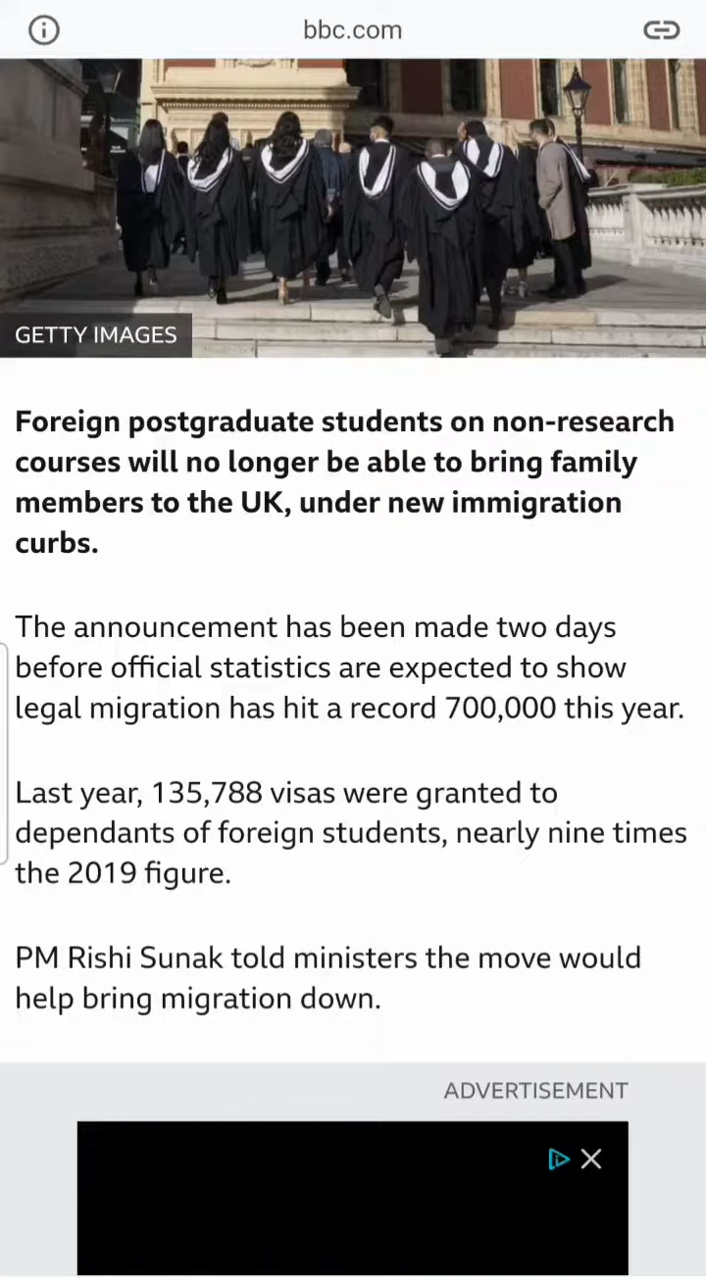 bbc.com
GETTY IMAGES
Foreign postgraduate students on non-research
courses will no longer be able to bring family
members to the UK, under new immigration
curbs.
The announcement has been made two days
before official statistics are expected to show
legal migration has hit a record 700,000 this year.
Last year, 135,788 visas were granted to
dependants of foreign students, nearly nine times
the 2019 figure.
PM Rishi Sunak told ministers the move would
help bring migration down.
ADVERTISEMENT